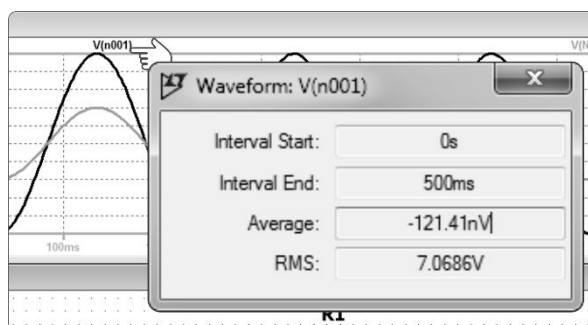 V(n001)
V(N
Waveform: V(n001)
Interval Start: 0s
Interval End: 500ms
Average: -121.41nV
RMS: 7.0686V
100ms
R1